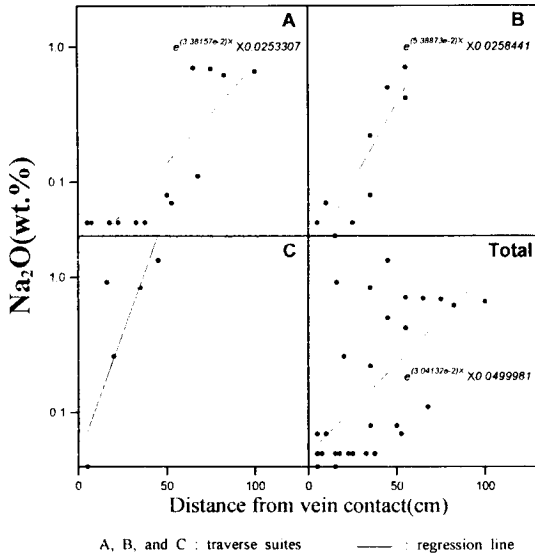 A
B
e^(3 38157e-2)x X0 0253307
e^(5 38873e-2)x X0 0258441
1.0
0 1
C
Total
1.0
0 1
e^(3 04132e-2)x X0 0499981
Na₂O(wt.%)
0 50 100 0 50 100
Distance from vein contact(cm)
A, B, and C : traverse suites —— : regression line